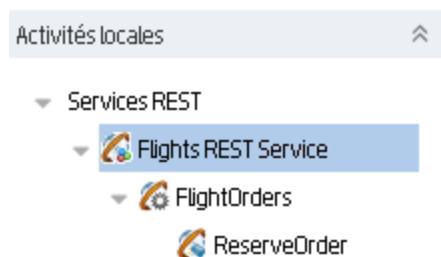 Activités locales
Services REST
Flights REST Service
FlightOrders
ReserveOrder